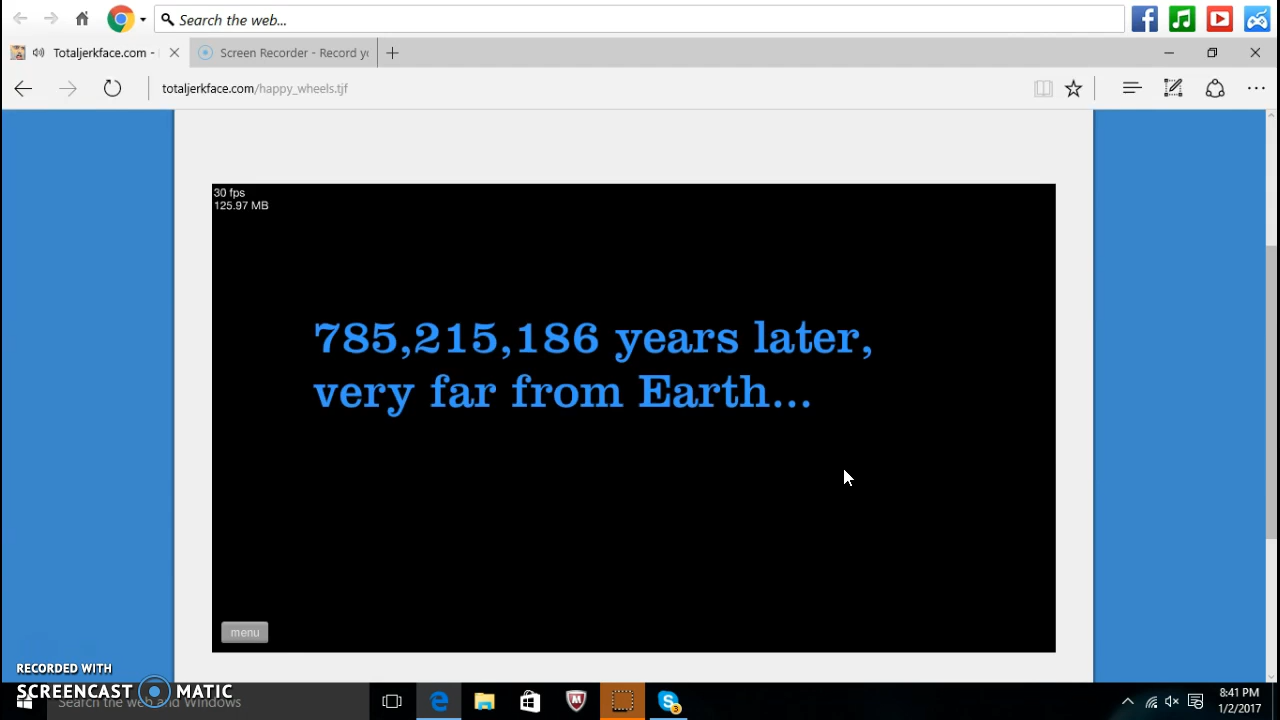 Search the web...
Totaljerkface.com -
Screen Recorder - Record yo
totaljerkface.com/happy_wheels.tjf
30 fps
125.97 MB
785,215,186 years later,
very far from Earth...
menu
RECORDED WITH
SCREENCAST MATIC
Search the web and Windows
3
8:41 PM
1/2/2017